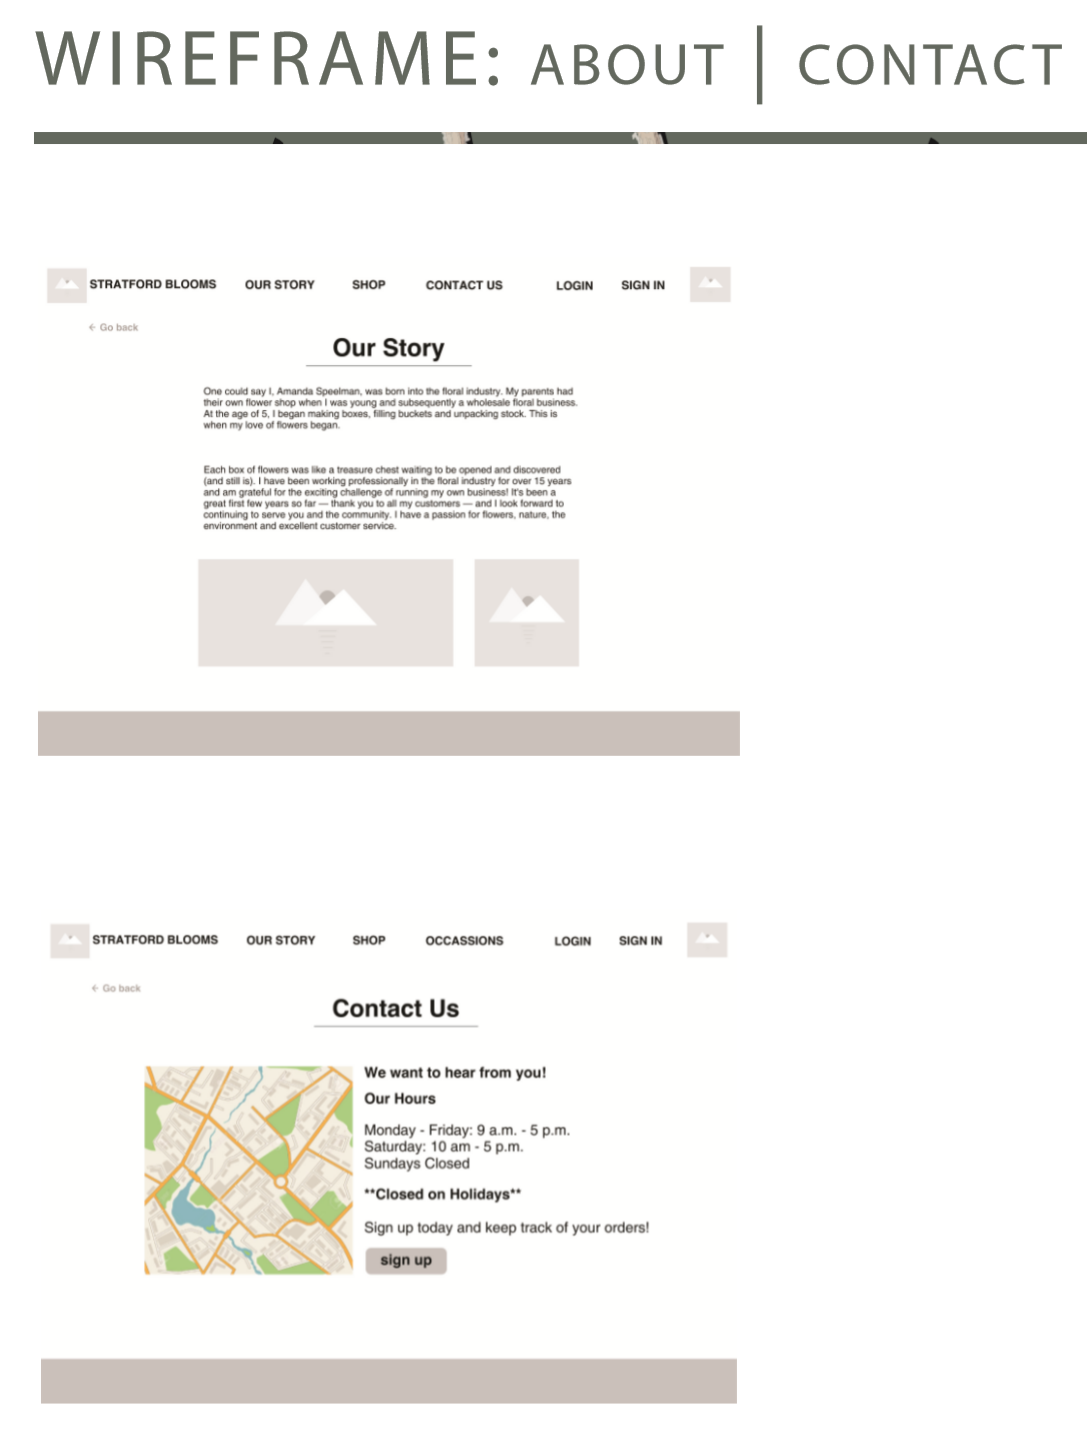 WIREFRAME: ABOUT | CONTACT
STRATFORD BLOOMS OUR STORY SHOP CONTACT US LOGIN SIGN IN
← Go back
Our Story
One could say I, Amanda Speelman, was born into the floral industry. My parents had
their own flower shop when I was young and subsequently a wholesale floral business.
At the age of 5, I began making boxes, filling buckets and unpacking stock. This is
when my love of flowers began.
Each box of flowers was like a treasure chest waiting to be opened and discovered
(and still is). I have been working professionally in the floral industry for over 15 years
and am grateful for the exciting challenge of running my own business! It's been a
great first few years so far — thank you to all my customers — and I look forward to
continuing to serve you and the community. I have a passion for flowers, nature, the
environment and excellent customer service.
STRATFORD BLOOMS OUR STORY SHOP OCCASSIONS LOGIN SIGN IN
← Go back
Contact Us
We want to hear from you!
Our Hours
Monday - Friday: 9 a.m. - 5 p.m.
Saturday: 10 am - 5 p.m.
Sundays Closed
**Closed on Holidays**
Sign up today and keep track of your orders!
sign up